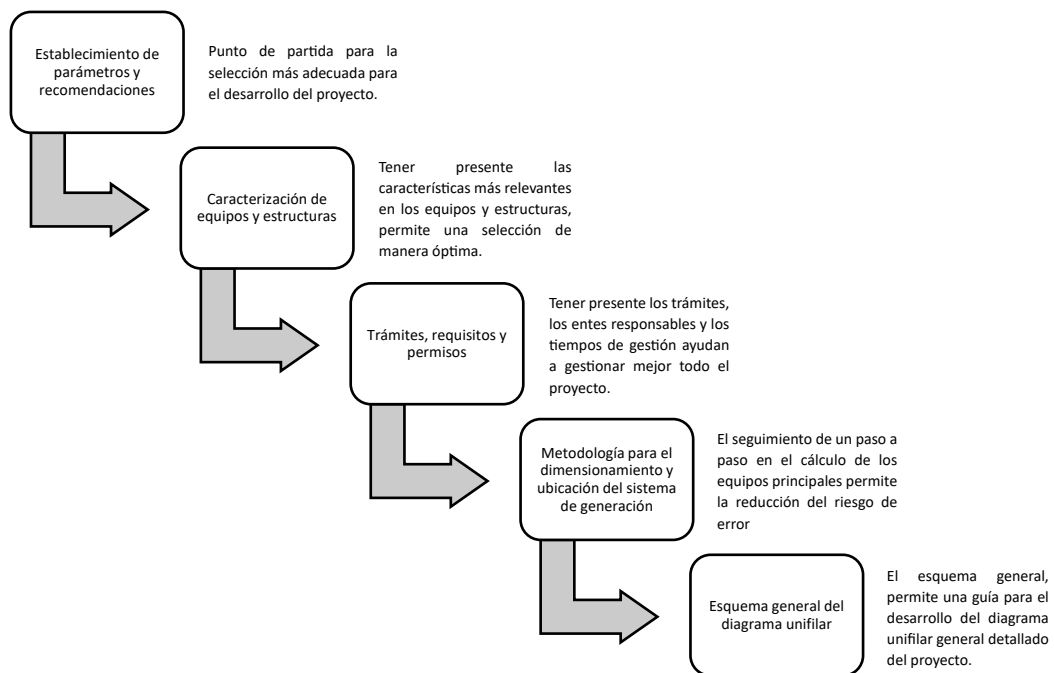 Establecimiento de
parámetros y
recomendaciones
Punto de partida para la
selección más adecuada para
el desarrollo del proyecto.
Caracterización de
equipos y estructuras
Tener presente las
características más relevantes
en los equipos y estructuras,
permite una selección de
manera óptima.
Trámites, requisitos y
permisos
Tener presente los trámites,
los entes responsables y los
tiempos de gestión ayudan
a gestionar mejor todo el
proyecto.
Metodología para el
dimensionamiento y
ubicación del sistema
de generación
El seguimiento de un paso a
paso en el cálculo de los
equipos principales permite
la reducción del riesgo de
error
Esquema general del
diagrama unifilar
El esquema general,
permite una guía para el
desarrollo del diagrama
unifilar general detallado
del proyecto.